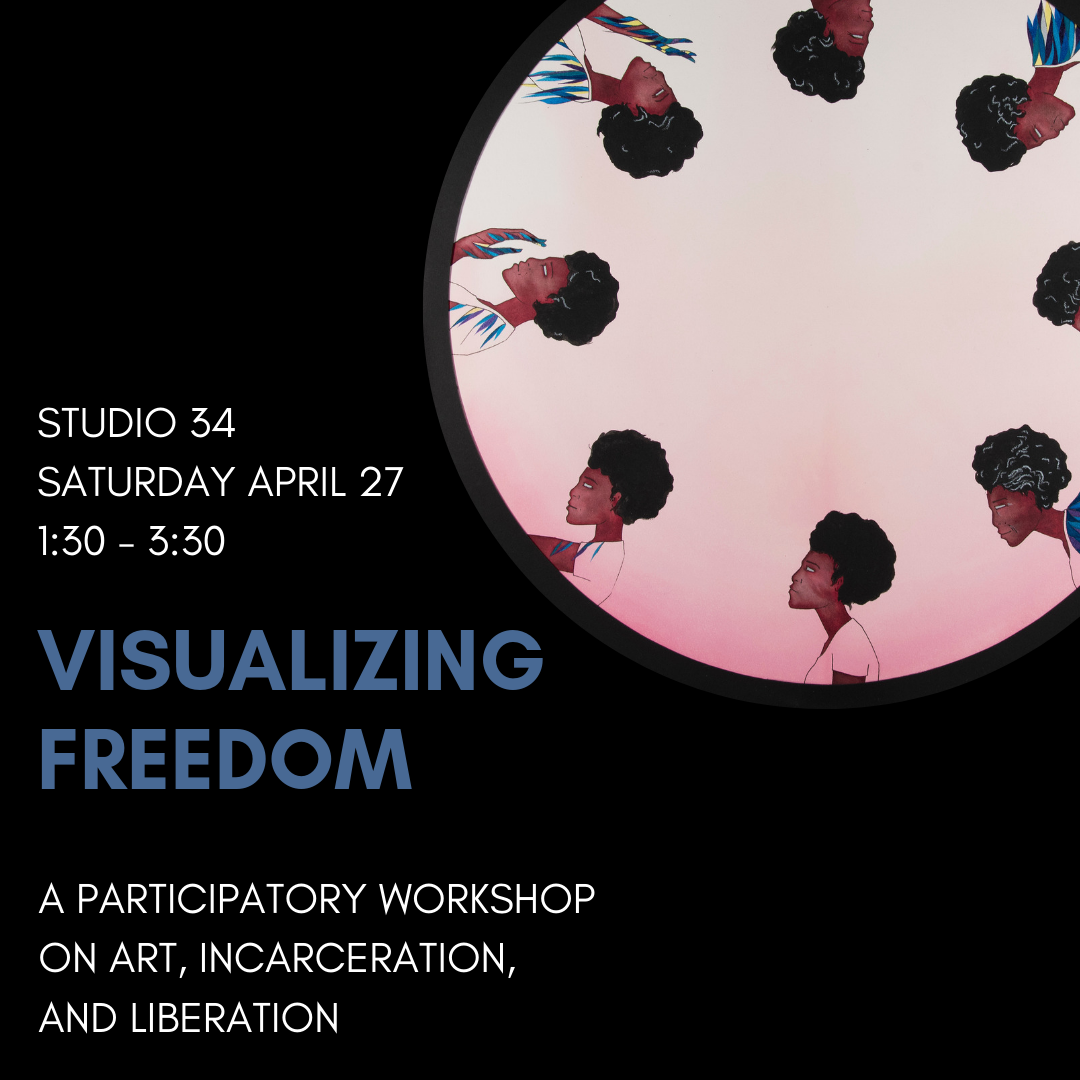 STUDIO 34
SATURDAY APRIL 27
1:30 – 3:30
VISUALIZING
FREEDOM
A PARTICIPATORY WORKSHOP
ON ART, INCARCERATION,
AND LIBERATION